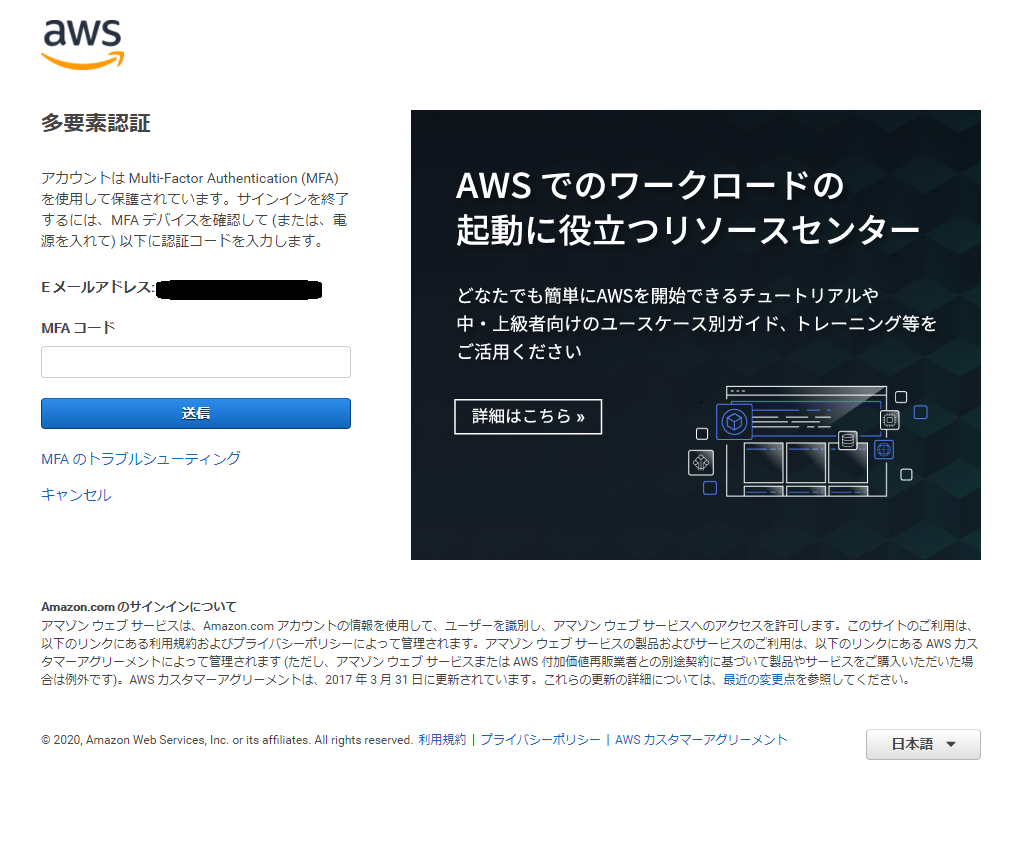 aws
多要素認証
アカウントは Multi-Factor Authentication (MFA)
を使用して保護されています。サインインを終了
するには、MFA デバイスを確認して (または、電
源を入れて) 以下に認証コードを入力します。
E メールアドレス:
MFA コード
送信
MFA のトラブルシューティング
キャンセル
AWS でのワークロードの
起動に役立つリソースセンター
どなたでも簡単にAWSを開始できるチュートリアルや
中・上級者向けのユースケース別ガイド、トレーニング等を
ご活用ください
詳細はこちら »
Amazon.com のサインインについて
アマゾン ウェブ サービスは、Amazon.com アカウントの情報を使用して、ユーザーを識別し、アマゾン ウェブ サービスへのアクセスを許可します。このサイトのご利用は、
以下のリンクにある利用規約およびプライバシーポリシーによって管理されます。アマゾン ウェブ サービスの製品およびサービスのご利用は、以下のリンクにある AWS カス
タマーアグリーメントによって管理されます (ただし、アマゾン ウェブ サービスまたは AWS 付加価値再販業者との別途契約に基づいて製品やサービスをご購入いただいた場
合は例外です)。AWS カスタマーアグリーメントは、2017 年 3 月 31 日に更新されています。これらの更新の詳細については、最近の変更点を参照してください。
© 2020, Amazon Web Services, Inc. or its affiliates. All rights reserved. 利用規約 | プライバシーポリシー | AWS カスタマーアグリーメント
日本語